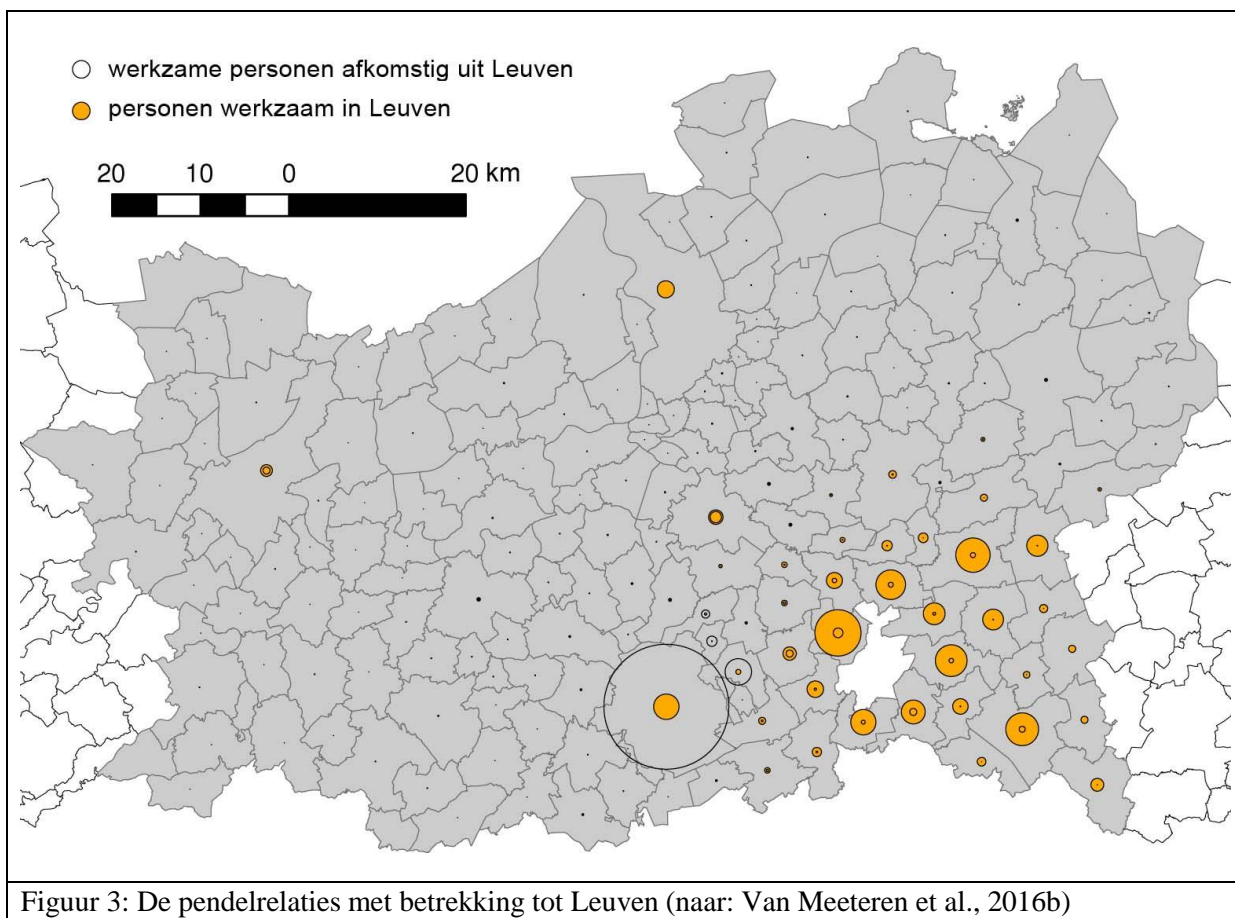 werkzame personen afkomstig uit Leuven
personen werkzaam in Leuven
20 10 0 20 km
Figuur 3: De pendelrelaties met betrekking tot Leuven (naar: Van Meeteren et al., 2016b)